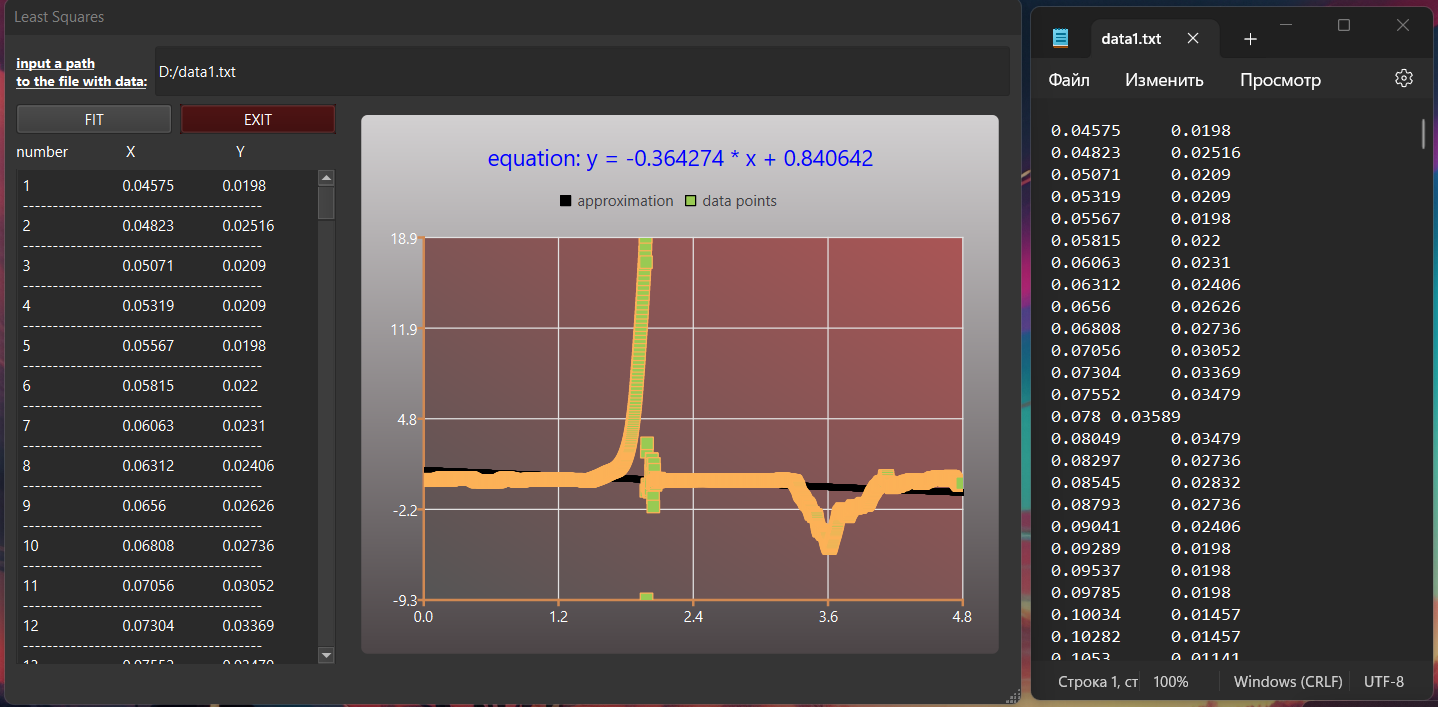 Least Squares
input a path
to the file with data:
D:/data1.txt
FIT
EXIT
number X Y
1 0.04575 0.0198
------------------------------------------------
2 0.04823 0.02516
------------------------------------------------
3 0.05071 0.0209
------------------------------------------------
4 0.05319 0.0209
------------------------------------------------
5 0.05567 0.0198
------------------------------------------------
6 0.05815 0.022
------------------------------------------------
7 0.06063 0.0231
------------------------------------------------
8 0.06312 0.02406
------------------------------------------------
9 0.0656 0.02626
------------------------------------------------
10 0.06808 0.02736
------------------------------------------------
11 0.07056 0.03052
------------------------------------------------
12 0.07304 0.03369
------------------------------------------------
equation: y = -0.364274 * x + 0.840642
approximation data points
18.9
11.9
4.8
-2.2
-9.3
0.0 1.2 2.4 3.6 4.8
data1.txt
Файл Изменить Просмотр
0.04575 0.0198
0.04823 0.02516
0.05071 0.0209
0.05319 0.0209
0.05567 0.0198
0.05815 0.022
0.06063 0.0231
0.06312 0.02406
0.0656 0.02626
0.06808 0.02736
0.07056 0.03052
0.07304 0.03369
0.07552 0.03479
0.078 0.03589
0.08049 0.03479
0.08297 0.02736
0.08545 0.02832
0.08793 0.02736
0.09041 0.02406
0.09289 0.0198
0.09537 0.0198
0.09785 0.0198
0.10034 0.01457
0.10282 0.01457
0.1053 0.01141
Строка 1, ст 100% Windows (CRLF) UTF-8